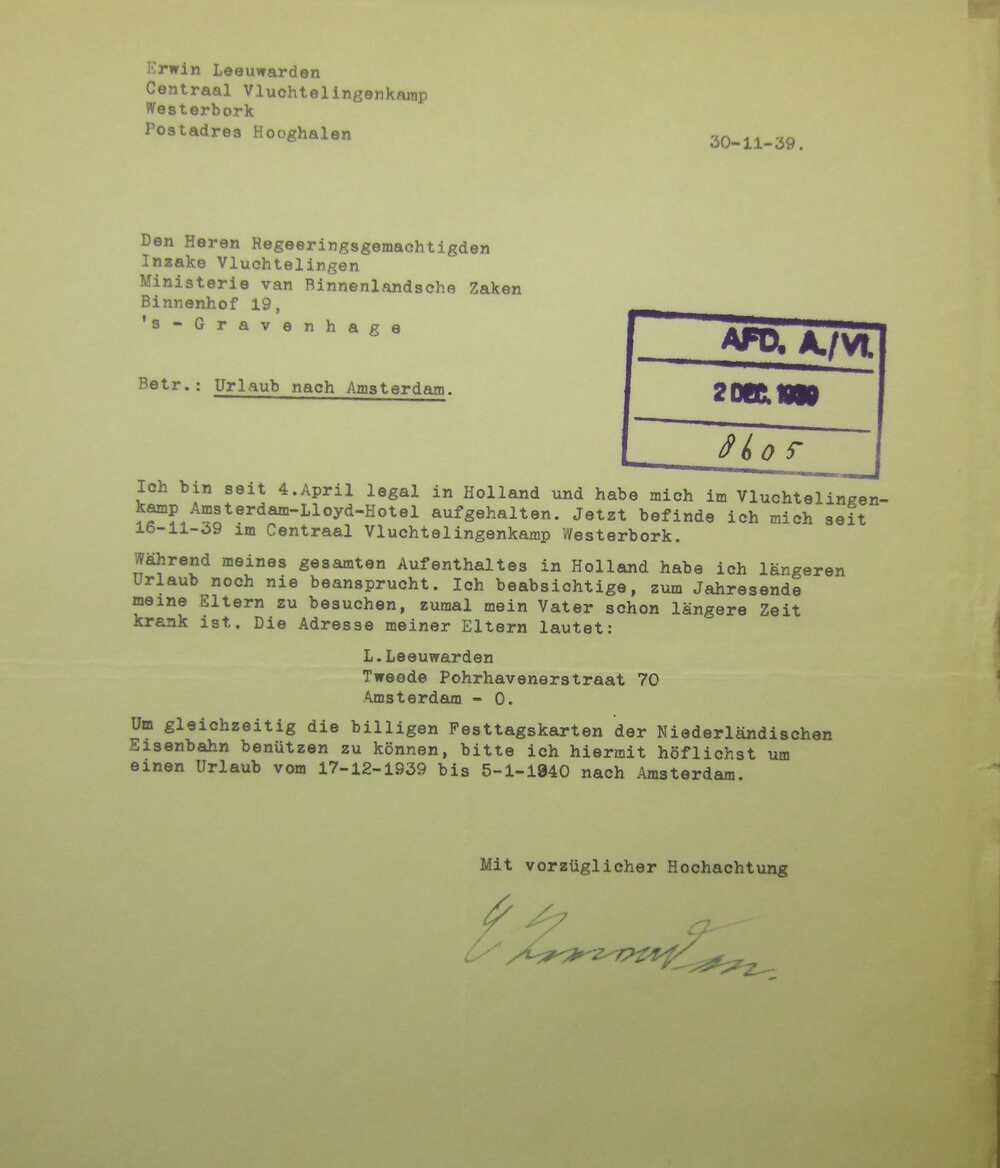 Erwin Leeuwarden
Centraal Vluchtelingenkamp
Westerbork
Postadres Hooghalen
30-11-39.
Den Heren Regeeringsgemachtigden
Inzake Vluchtelingen
Ministerie van Binnenlandsche Zaken
Binnenhof 19,
's - G r a v e n h a g e
AFD. A./VI.
2 DEC. 1939
8605
Betr.: Urlaub nach Amsterdam.
Ich bin seit 4.April legal in Holland und habe mich im Vluchtelingen-
kamp Amsterdam-Lloyd-Hotel aufgehalten. Jetzt befinde ich mich seit
16-11-39 im Centraal Vluchtelingenkamp Westerbork.
Während meines gesamten Aufenthaltes in Holland habe ich längeren
Urlaub noch nie beansprucht. Ich beabsichtige, zum Jahresende
meine Eltern zu besuchen, zumal mein Vater schon längere Zeit
krank ist. Die Adresse meiner Eltern lautet:
L.Leeuwarden
Tweede Pohrhavenerstraat 70
Amsterdam - O.
Um gleichzeitig die billigen Festtagskarten der Niederländischen
Eisenbahn benützen zu können, bitte ich hiermit höflichst um
einen Urlaub vom 17-12-1939 bis 5-1-1940 nach Amsterdam.
Mit vorzüglicher Hochachtung
E Leeuwarden.